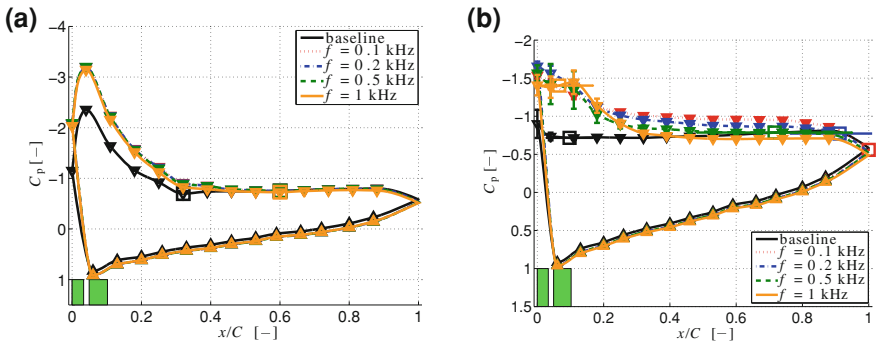 (a)
−4
−3
−2
−1
0
1
C_p [−]
0
0.2
0.4
0.6
0.8
1
x/C [−]
baseline
f = 0.1 kHz
f = 0.2 kHz
f = 0.5 kHz
f = 1 kHz
(b)
−2
−1.5
−1
−0.5
0
0.5
1
1.5
C_p [−]
0
0.2
0.4
0.6
0.8
1
x/C [−]
baseline
f = 0.1 kHz
f = 0.2 kHz
f = 0.5 kHz
f = 1 kHz